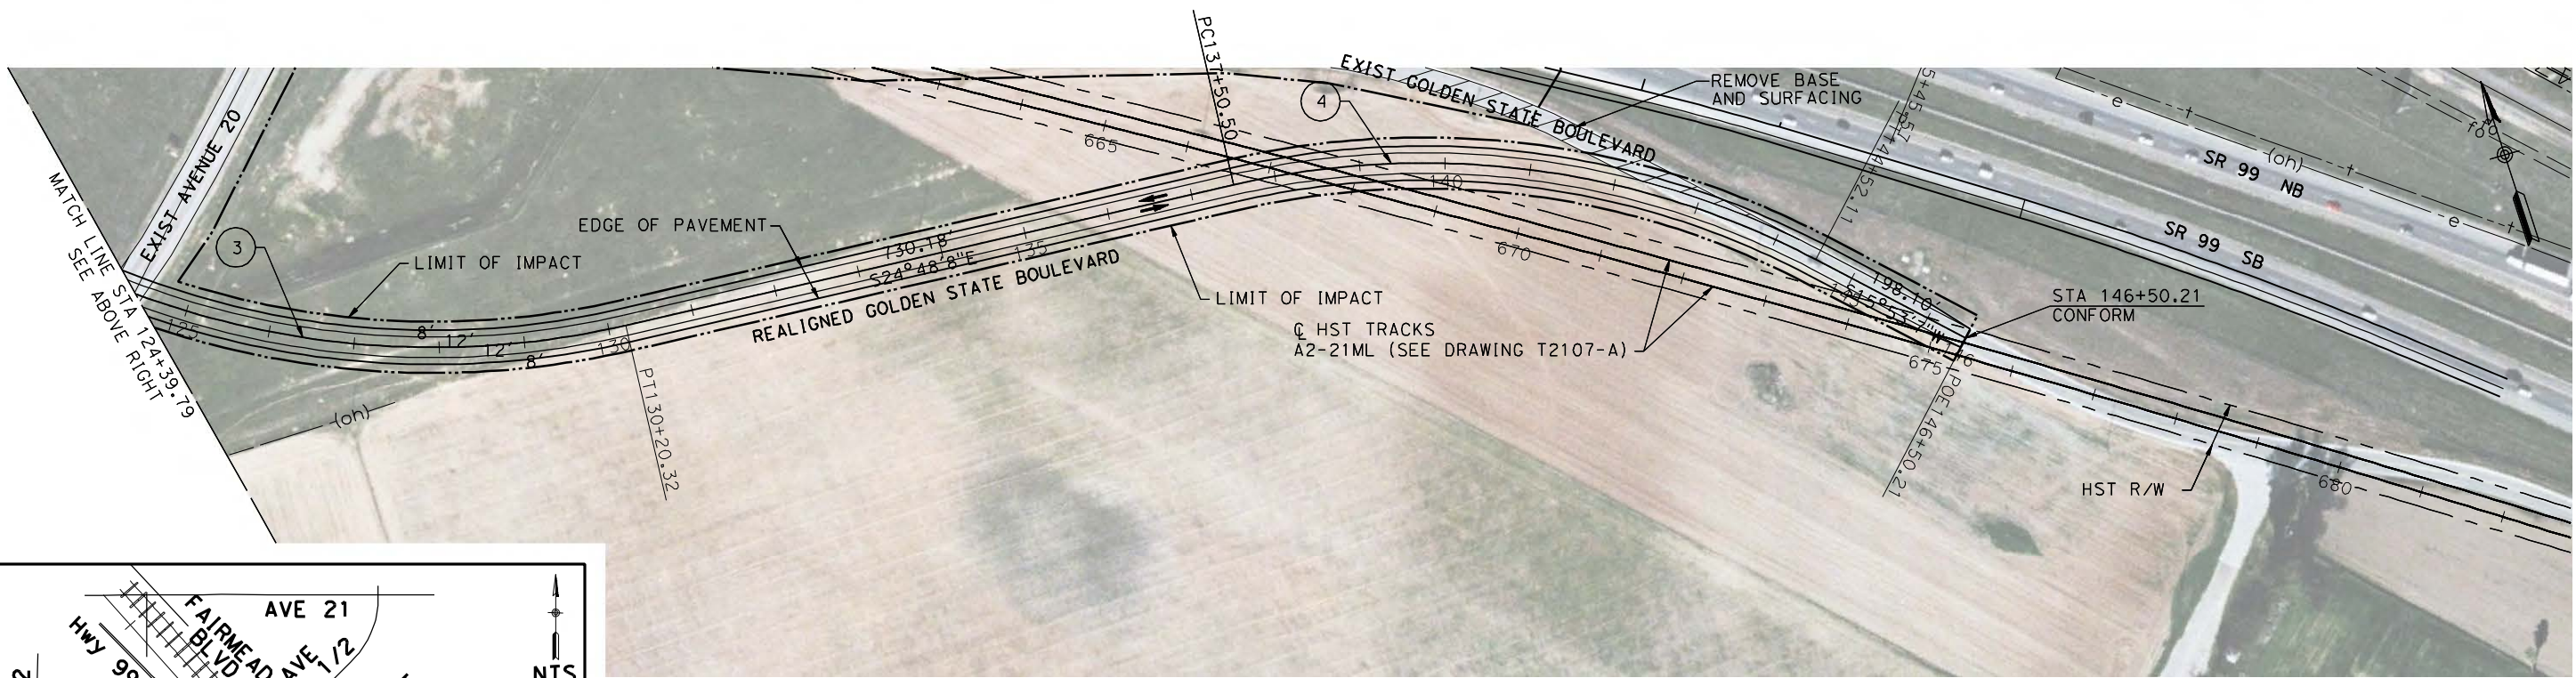 PC137+50.50
EXIST GOLDEN STATE BOULEVARD
REMOVE BASE
AND SURFACING
4
665
140
EXIST AVENUE 20
3
LIMIT OF IMPACT
EDGE OF PAVEMENT
730.18'
S24°48'8"E
135
REALIGNED GOLDEN STATE BOULEVARD
LIMIT OF IMPACT
MATCH LINE STA 124+39.79
SEE ABOVE RIGHT
125
8'
12'
12'
8'
130
PT130+20.32
(oh)
670
℄ HST TRACKS
A2-21ML (SEE DRAWING T2107-A)
198.10'
STA 146+50.21
CONFORM
675
POE146+50.21
HST R/W
680
SR 99 NB
SR 99 SB
(oh)
e
e
fo
AVE 21
FAIRMEAD
BLVD
Hwy 99
AVE
1/2
NTS
2